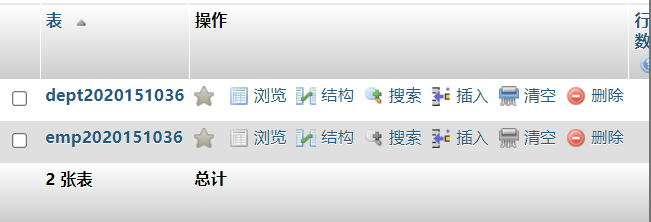 表 操作 行
数
dept2020151036 浏览 结构 搜索 插入 清空 删除
emp2020151036 浏览 结构 搜索 插入 清空 删除
2 张表 总计